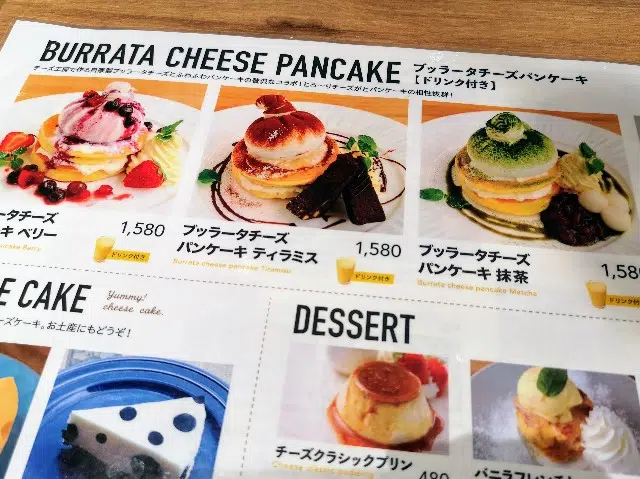 BURRATA CHEESE PANCAKE
ブッラータチーズパンケーキ
【ドリンク付き】
チーズ工房で作る自家製ブッラータチーズとふわふわパンケーキの贅沢なコラボ!とろ〜りチーズがとパンケーキの相性抜群!
ータチーズ
キ ベリー
1,580
ドリンク付き
ブッラータチーズ
パンケーキ ティラミス
Burrata cheese pancake Tiramisu
1,580
ドリンク付き
ブッラータチーズ
パンケーキ 抹茶
Burrata cheese pancake Matcha
1,58
ドリンク付き
E CAKE
Yummy!
cheese cake.
ーズケーキ。お土産にもどうぞ!
DESSERT
チーズクラシックプリン
Cheese classic pudding
480
バニラフレンチト